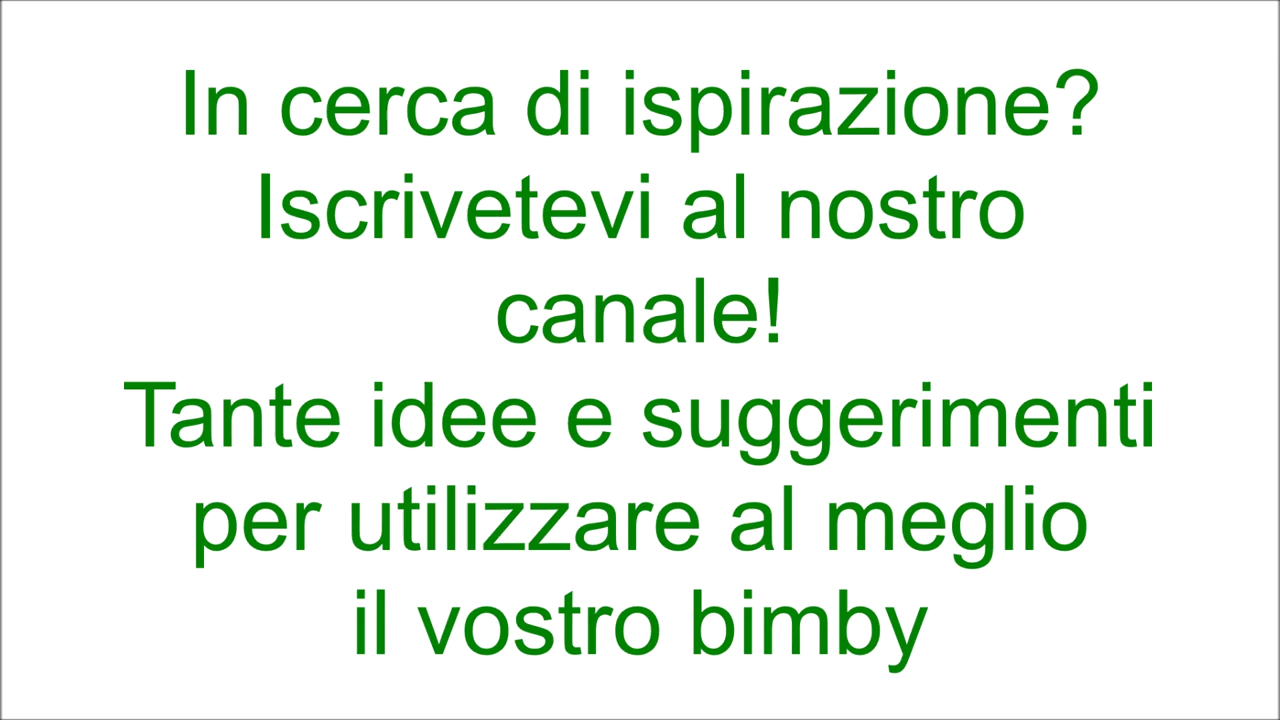 In cerca di ispirazione?
Iscrivetevi al nostro
canale!
Tante idee e suggerimenti
per utilizzare al meglio
il vostro bimby